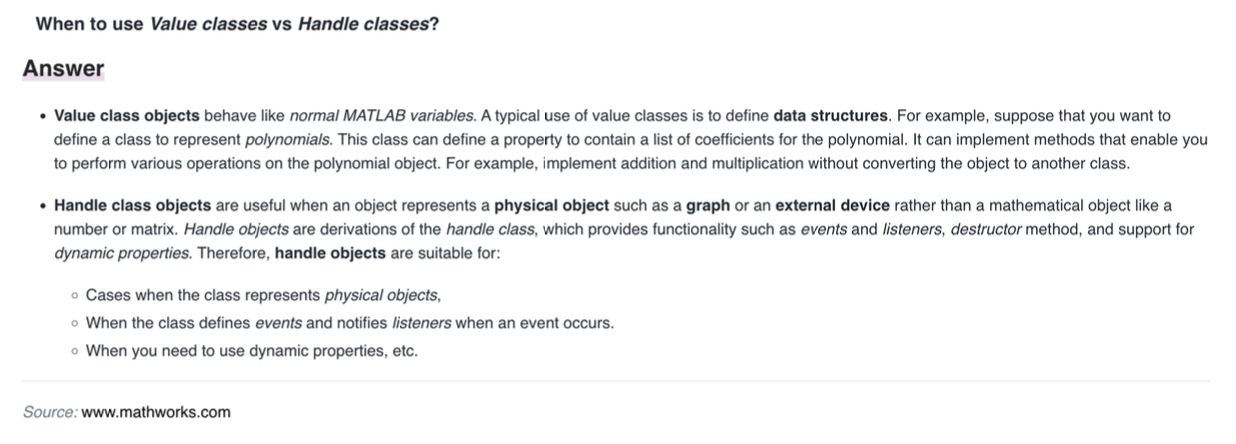 When to use Value classes vs Handle classes?
Answer
• Value class objects behave like normal MATLAB variables. A typical use of value classes is to define data structures. For example, suppose that you want to
define a class to represent polynomials. This class can define a property to contain a list of coefficients for the polynomial. It can implement methods that enable you
to perform various operations on the polynomial object. For example, implement addition and multiplication without converting the object to another class.
• Handle class objects are useful when an object represents a physical object such as a graph or an external device rather than a mathematical object like a
number or matrix. Handle objects are derivations of the handle class, which provides functionality such as events and listeners, destructor method, and support for
dynamic properties. Therefore, handle objects are suitable for:
◦ Cases when the class represents physical objects,
◦ When the class defines events and notifies listeners when an event occurs.
◦ When you need to use dynamic properties, etc.
Source: www.mathworks.com